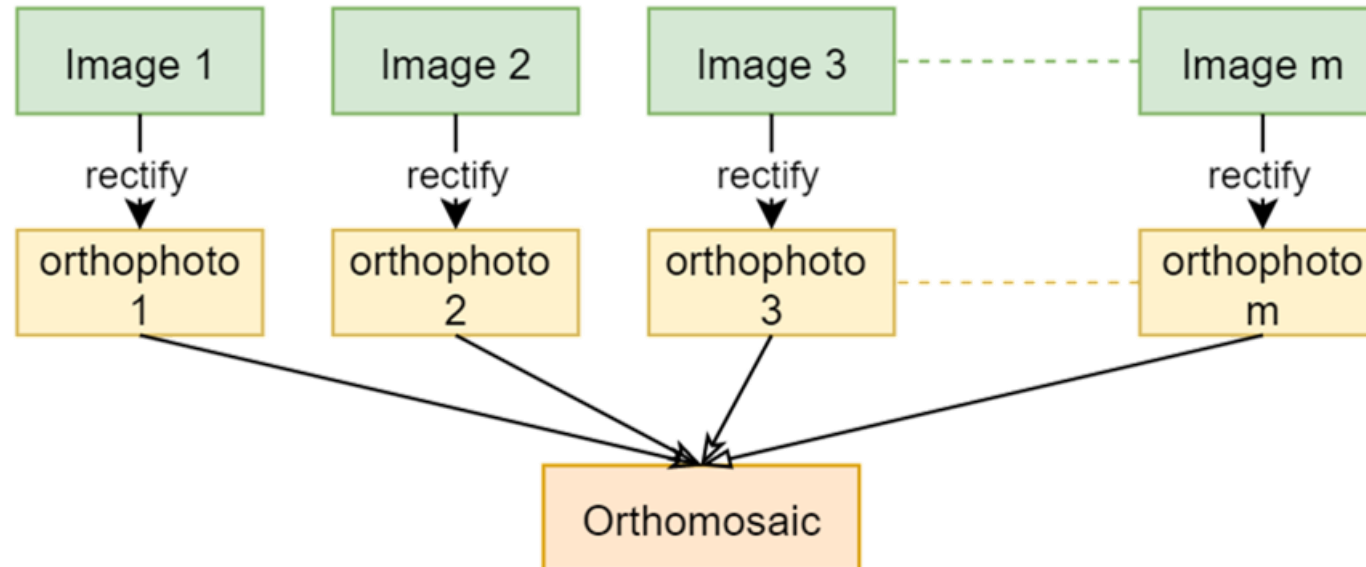 Image 1
Image 2
Image 3
Image m
rectify
rectify
rectify
rectify
orthophoto
1
orthophoto
2
orthophoto
3
orthophoto
m
Orthomosaic